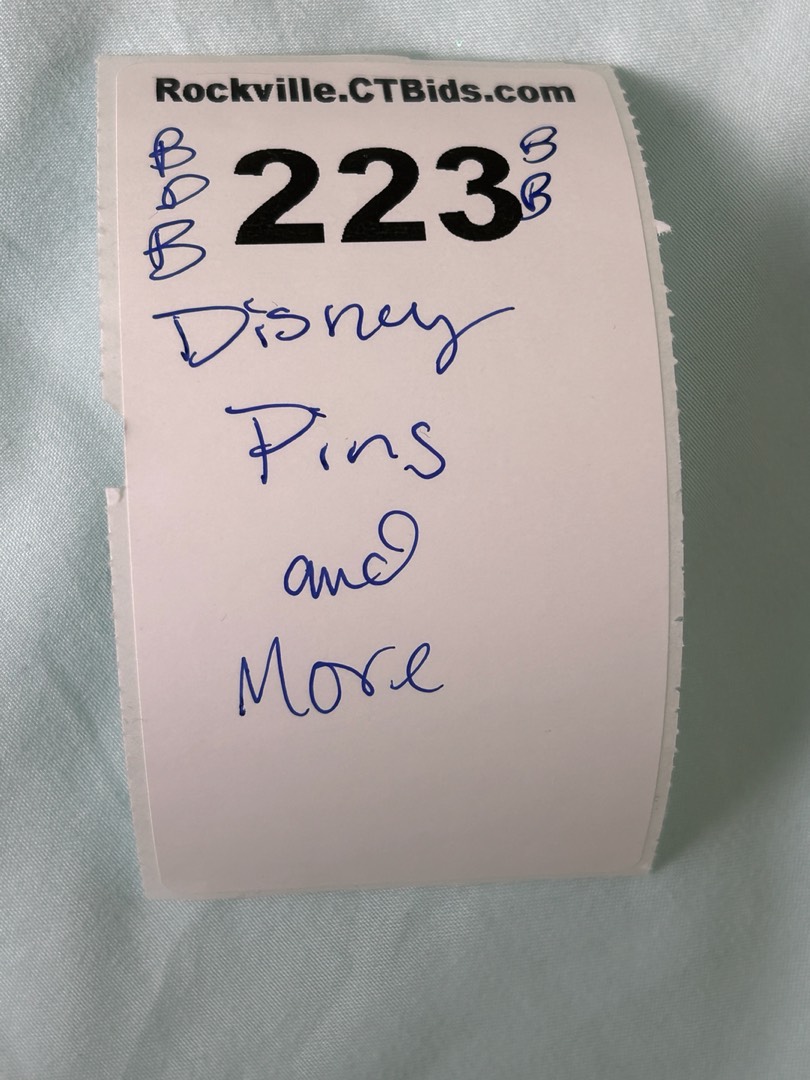 Rockville.CTBids.com
B
D
B
223
B
B
Disney
Pins
and
More